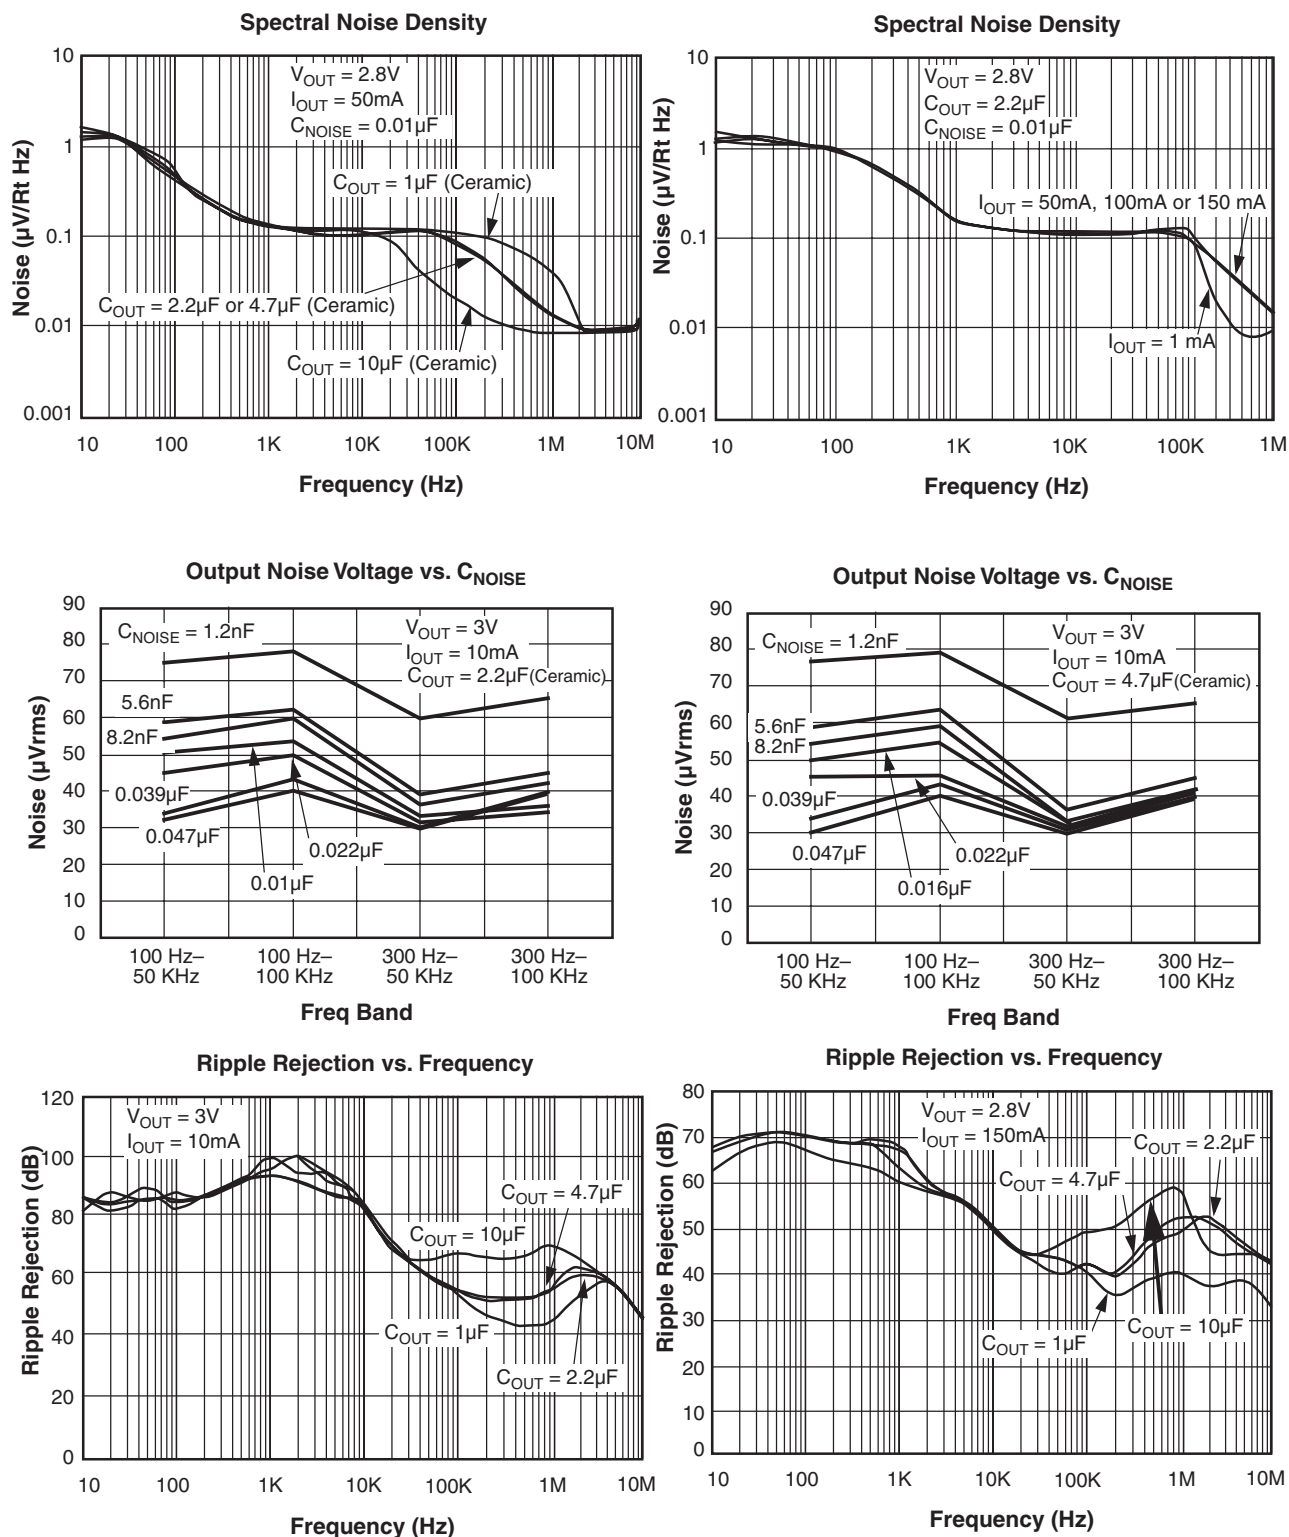 Spectral Noise Density
10
1
0.1
0.01
0.001
Noise (µV/Rt Hz)
VOUT = 2.8V
IOUT = 50mA
CNOISE = 0.01µF
COUT = 1µF (Ceramic)
COUT = 2.2µF or 4.7µF (Ceramic)
COUT = 10µF (Ceramic)
10 100 1K 10K 100K 1M 10M
Frequency (Hz)
Spectral Noise Density
10
1
0.1
0.01
0.001
Noise (µV/Rt Hz)
VOUT = 2.8V
COUT = 2.2µF
CNOISE = 0.01µF
IOUT = 50mA, 100mA or 150 mA
IOUT = 1 mA
10 100 1K 10K 100K 1M
Frequency (Hz)
Output Noise Voltage vs. CNOISE
90
80
70
60
50
40
30
20
10
0
Noise (µVrms)
CNOISE = 1.2nF
VOUT = 3V
IOUT = 10mA
COUT = 2.2µF(Ceramic)
5.6nF
8.2nF
0.039µF
0.047µF
0.022µF
0.01µF
100 Hz– 100 Hz– 300 Hz– 300 Hz–
50 KHz 100 KHz 50 KHz 100 KHz
Freq Band
Output Noise Voltage vs. CNOISE
90
80
70
60
50
40
30
20
10
0
Noise (µVrms)
CNOISE = 1.2nF
VOUT = 3V
IOUT = 10mA
COUT = 4.7µF(Ceramic)
5.6nF
8.2nF
0.039µF
0.047µF
0.022µF
0.016µF
100 Hz– 100 Hz– 300 Hz– 300 Hz–
50 KHz 100 KHz 50 KHz 100 KHz
Freq Band
Ripple Rejection vs. Frequency
120
100
80
60
40
20
0
Ripple Rejection (dB)
VOUT = 3V
IOUT = 10mA
COUT = 4.7µF
COUT = 10µF
COUT = 1µF
COUT = 2.2µF
10 100 1K 10K 100K 1M 10M
Frequency (Hz)
Ripple Rejection vs. Frequency
80
70
60
50
40
30
20
10
0
Ripple Rejection (dB)
VOUT = 2.8V
IOUT = 150mA
COUT = 2.2µF
COUT = 4.7µF
COUT = 10µF
COUT = 1µF
10 100 1K 10K 100K 1M 10M
Frequency (Hz)